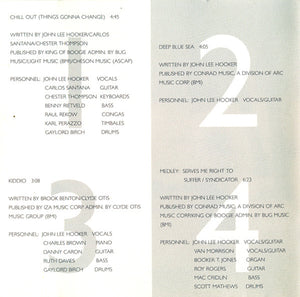 CHILL OUT (THINGS GONNA CHANGE) 4:45
WRITTEN BY JOHN LEE HOOKER/CARLOS
SANTANA/CHESTER THOMPSON
PUBLISHED BY KING OF BOOGIE ADMIN. BY BUG
MUSIC/LIGHT MUSIC (BMI)/CHESON MUSIC (ASCAP)
PERSONNEL: JOHN LEE HOOKER VOCALS
CARLOS SANTANA GUITAR
CHESTER THOMPSON KEYBOARDS
BENNY RIETVELD BASS
RAUL REKOW CONGAS
KARL PERAZZO TIMBALES
GAYLORD BIRCH DRUMS
1
DEEP BLUE SEA 4:05
WRITTEN BY JOHN LEE HOOKER
PUBLISHED BY CONRAD MUSIC, A DIVISION OF ARC
MUSIC CORP (BMI)
PERSONNEL: JOHN LEE HOOKER VOCALS/GUITAR
2
KIDDIO 3:08
WRITTEN BY BROOK BENTON/CLYDE OTIS
PUBLISHED BY IZA MUSIC CORP. ADMIN. BY CLYDE OTIS
MUSIC GROUP (BMI)
PERSONNEL: JOHN LEE HOOKER VOCALS
CHARLES BROWN PIANO
DANNY CARON GUITAR
RUTH DAVIES BASS
GAYLORD BIRCH DRUMS
3
MEDLEY: SERVES ME RIGHT TO
SUFFER / SYNDICATOR 6:23
WRITTEN BY JOHN LEE HOOKER
PUBLISHED BY CONRAD MUSIC, A DIVISION OF ARC
MUSIC CORP/KING OF BOOGIE ADMIN. BY BUG MUSIC
(BMI)
PERSONNEL: JOHN LEE HOOKER VOCALS/GUITAR
VAN MORRISON VOCALS/GUITAR
BOOKER T. JONES ORGAN
ROY ROGERS GUITAR
MAC CRIDLIN BASS
SCOTT MATHEWS DRUMS
4